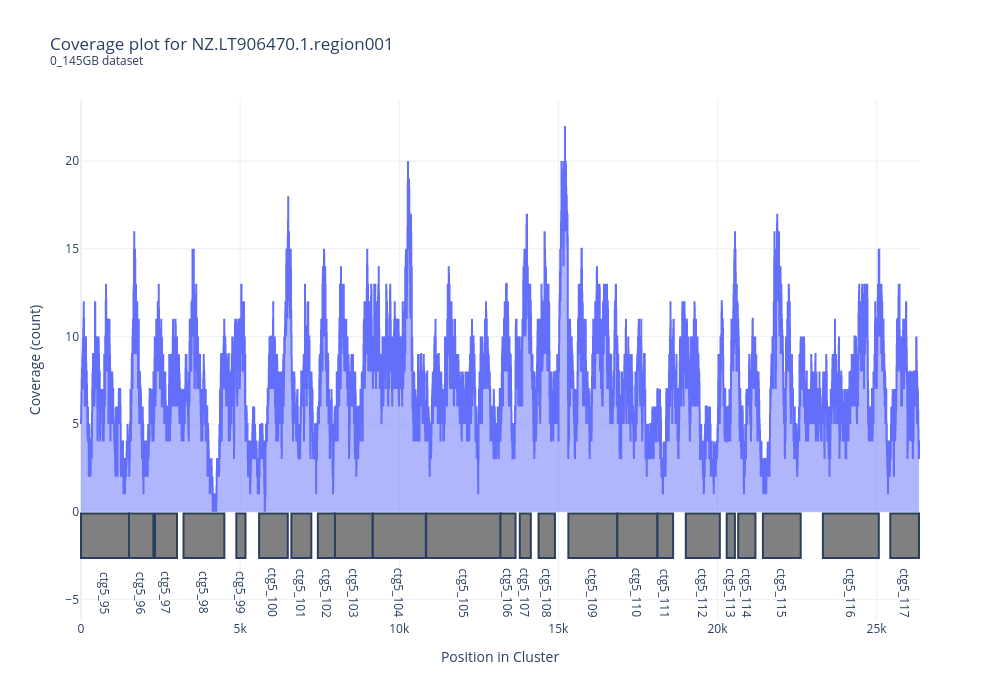 Coverage plot for NZ.LT906470.1.region001
0_145GB dataset
Coverage (count)
20
15
10
5
0
−5
ctg5_95
ctg5_96
ctg5_97
ctg5_98
ctg5_99
ctg5_100
ctg5_101
ctg5_102
ctg5_103
ctg5_104
ctg5_105
ctg5_106
ctg5_107
ctg5_108
ctg5_109
ctg5_110
ctg5_111
ctg5_112
ctg5_113
ctg5_114
ctg5_115
ctg5_116
ctg5_117
0
5k
10k
15k
20k
25k
Position in Cluster